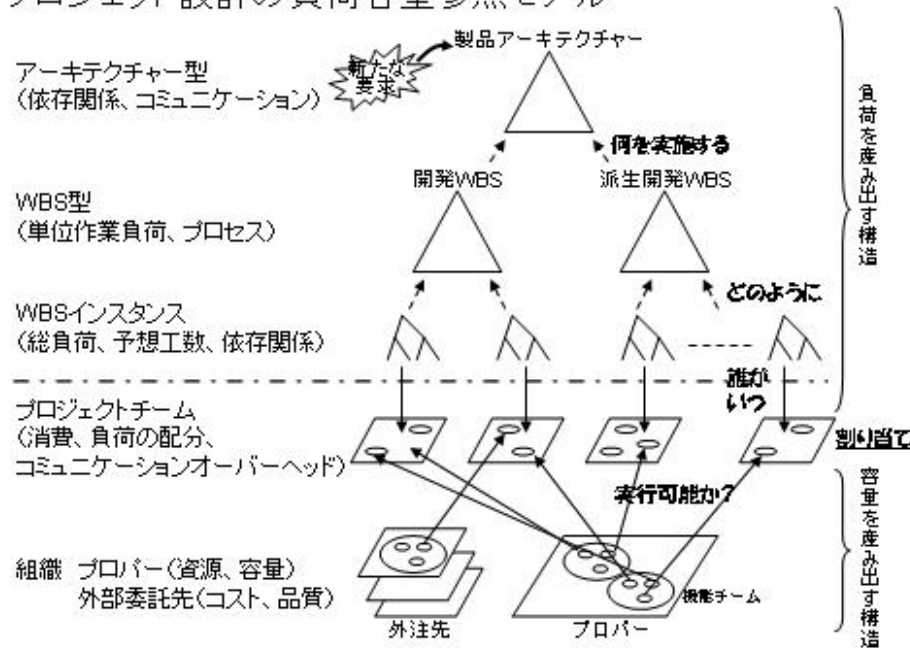 プロジェクト設計の負荷容量参照モデル
製品アーキテクチャー
新たな
要求
アーキテクチャー型
(依存関係、コミュニケーション)
何を実施する
開発WBS
派生開発WBS
WBS型
(単位作業負荷、プロセス)
どのように
WBSインスタンス
(総負荷、予想工数、依存関係)
負荷を産み出す構造
誰が
いつ
プロジェクトチーム
(消費、負荷の配分、
コミュニケーションオーバーヘッド)
割り当て
実行可能か?
組織 プロパー(資源、容量)
外部委託先(コスト、品質)
機能チーム
外注先
プロパー
容量を産み出す構造